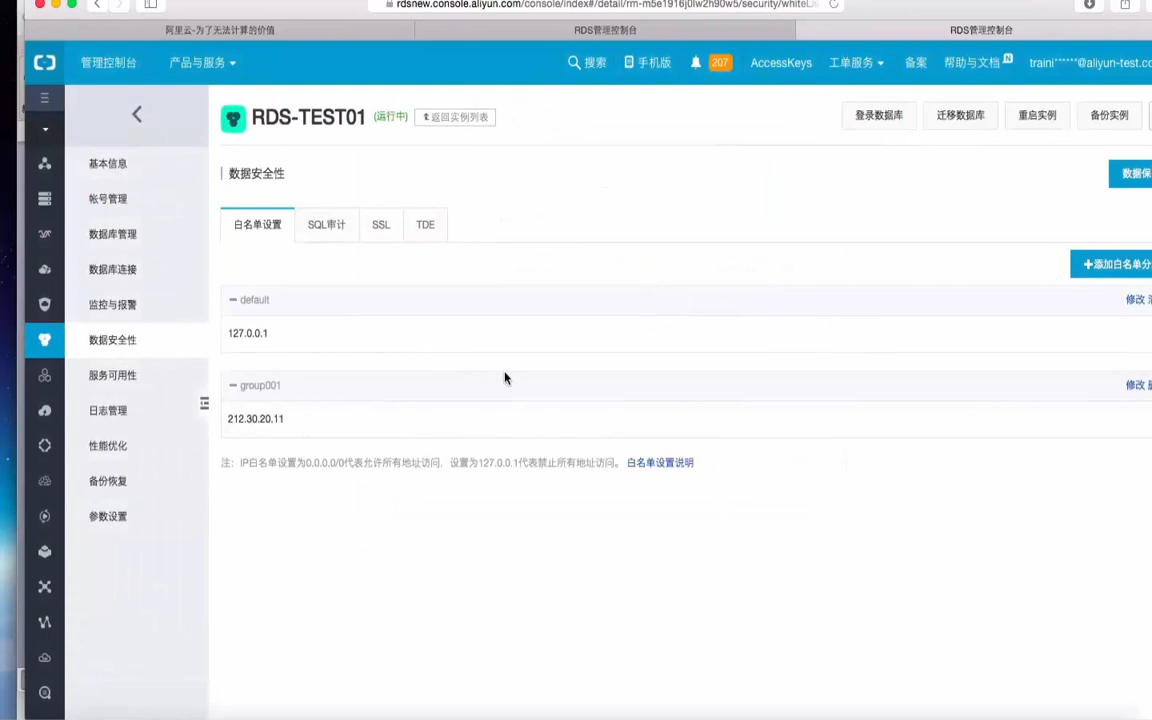 rdsnew.console.aliyun.com/console/index#/detail/rm-m5e1916j0lw2h90w5/security/whiteLis
阿里云-为了无法计算的价值
RDS管理控制台
RDS管理控制台
管理控制台 产品与服务 搜索 手机版 207 AccessKeys 工单服务 备案 帮助与文档 N traini******@aliyun-test.co
RDS-TEST01 (运行中) 返回实例列表 登录数据库 迁移数据库 重启实例 备份实例
基本信息
帐号管理
数据库管理
数据库连接
监控与报警
数据安全性
服务可用性
日志管理
性能优化
备份恢复
参数设置
数据安全性 数据保
白名单设置 SQL审计 SSL TDE
+添加白名单分
default 修改
127.0.0.1
group001 修改
212.30.20.11
注: IP白名单设置为0.0.0.0/0代表允许所有地址访问, 设置为127.0.0.1代表禁止所有地址访问。 白名单设置说明